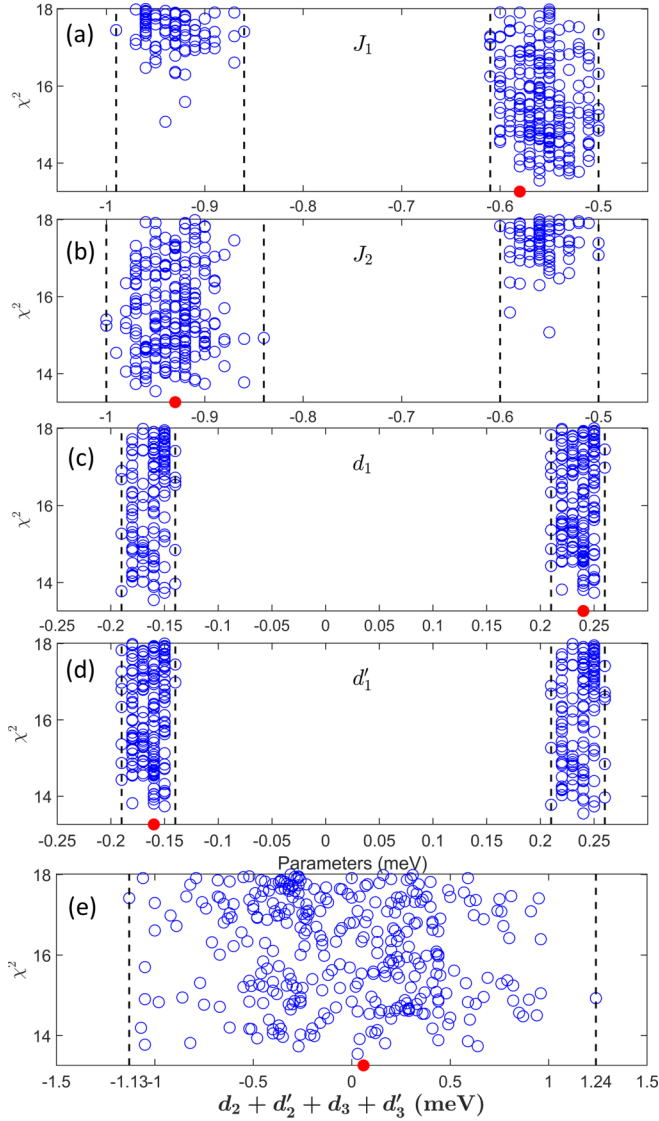 18
(a)
J₁
16
χ²
14
-1 -0.9 -0.8 -0.7 -0.6 -0.5
18
(b)
J₂
16
χ²
14
-1 -0.9 -0.8 -0.7 -0.6 -0.5
18
(c)
d₁
16
χ²
14
-0.25 -0.2 -0.15 -0.1 -0.05 0 0.05 0.1 0.15 0.2 0.25
18
(d)
d′₁
16
χ²
14
-0.25 -0.2 -0.15 -0.1 -0.05 0 0.05 0.1 0.15 0.2 0.25
Parameters (meV)
18
(e)
16
χ²
14
-1.5 -1.13 -1 -0.5 0 0.5 1 1.24 1.5
d₂ + d′₂ + d₃ + d′₃ (meV)